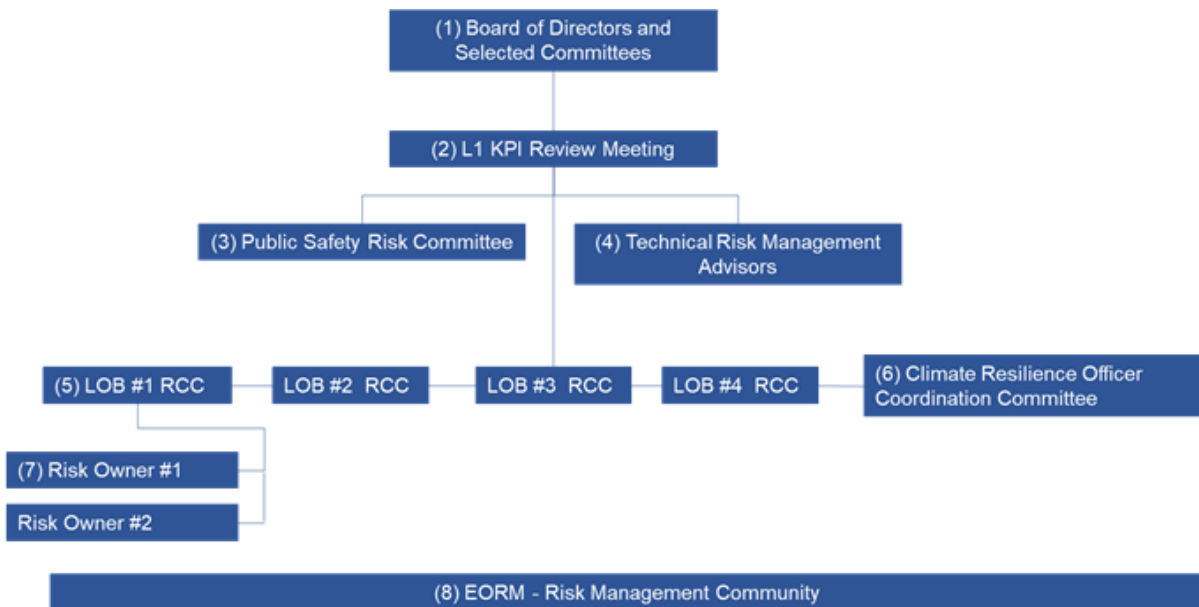 (1) Board of Directors and
Selected Committees
(2) L1 KPI Review Meeting
(3) Public Safety Risk Committee
(4) Technical Risk Management
Advisors
(5) LOB #1 RCC
LOB #2 RCC
LOB #3 RCC
LOB #4 RCC
(6) Climate Resilience Officer
Coordination Committee
(7) Risk Owner #1
Risk Owner #2
(8) EORM - Risk Management Community